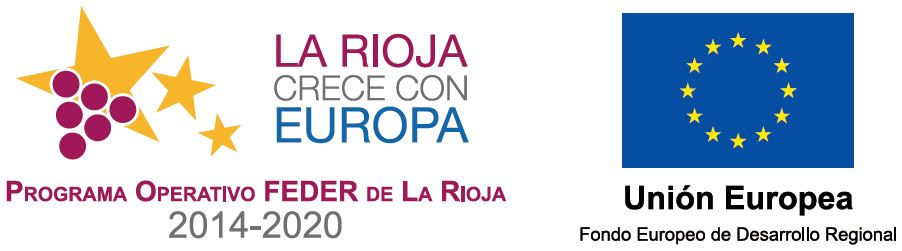 LA RIOJA
CRECE CON
EUROPA
PROGRAMA OPERATIVO FEDER DE LA RIOJA
2014-2020
Unión Europea
Fondo Europeo de Desarrollo Regional